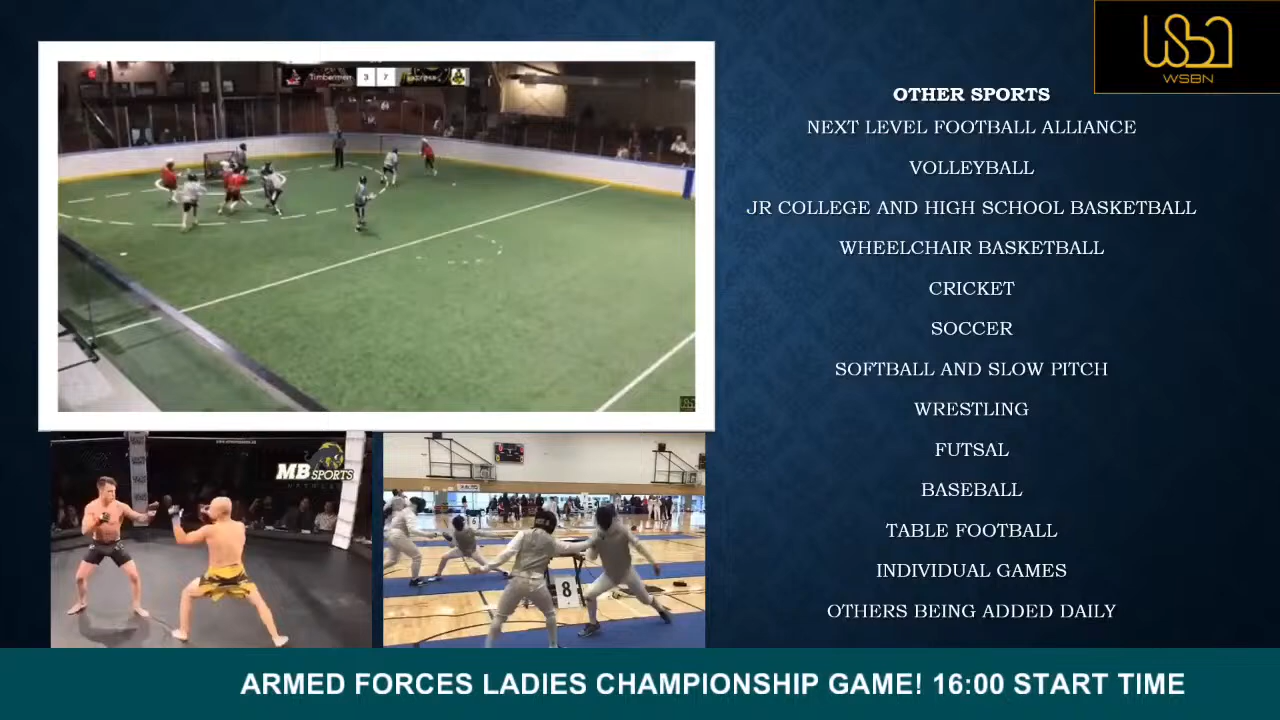 WSBN
Timbermen 3 7
OTHER SPORTS
NEXT LEVEL FOOTBALL ALLIANCE
VOLLEYBALL
JR COLLEGE AND HIGH SCHOOL BASKETBALL
WHEELCHAIR BASKETBALL
CRICKET
SOCCER
SOFTBALL AND SLOW PITCH
WRESTLING
FUTSAL
BASEBALL
TABLE FOOTBALL
INDIVIDUAL GAMES
OTHERS BEING ADDED DAILY
MB SPORTS
8
ARMED FORCES LADIES CHAMPIONSHIP GAME! 16:00 START TIME